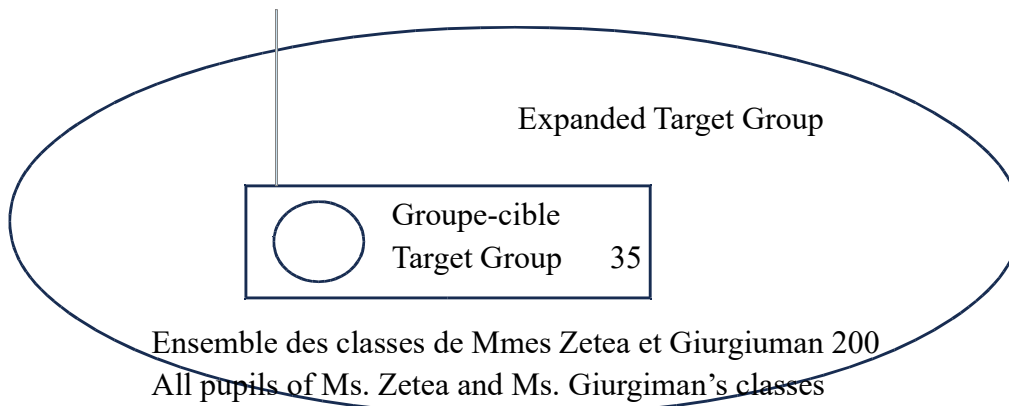 Expanded Target Group
Groupe-cible
Target Group 35
Ensemble des classes de Mmes Zetea et Giurgiuman 200
All pupils of Ms. Zetea and Ms. Giurgiman’s classes